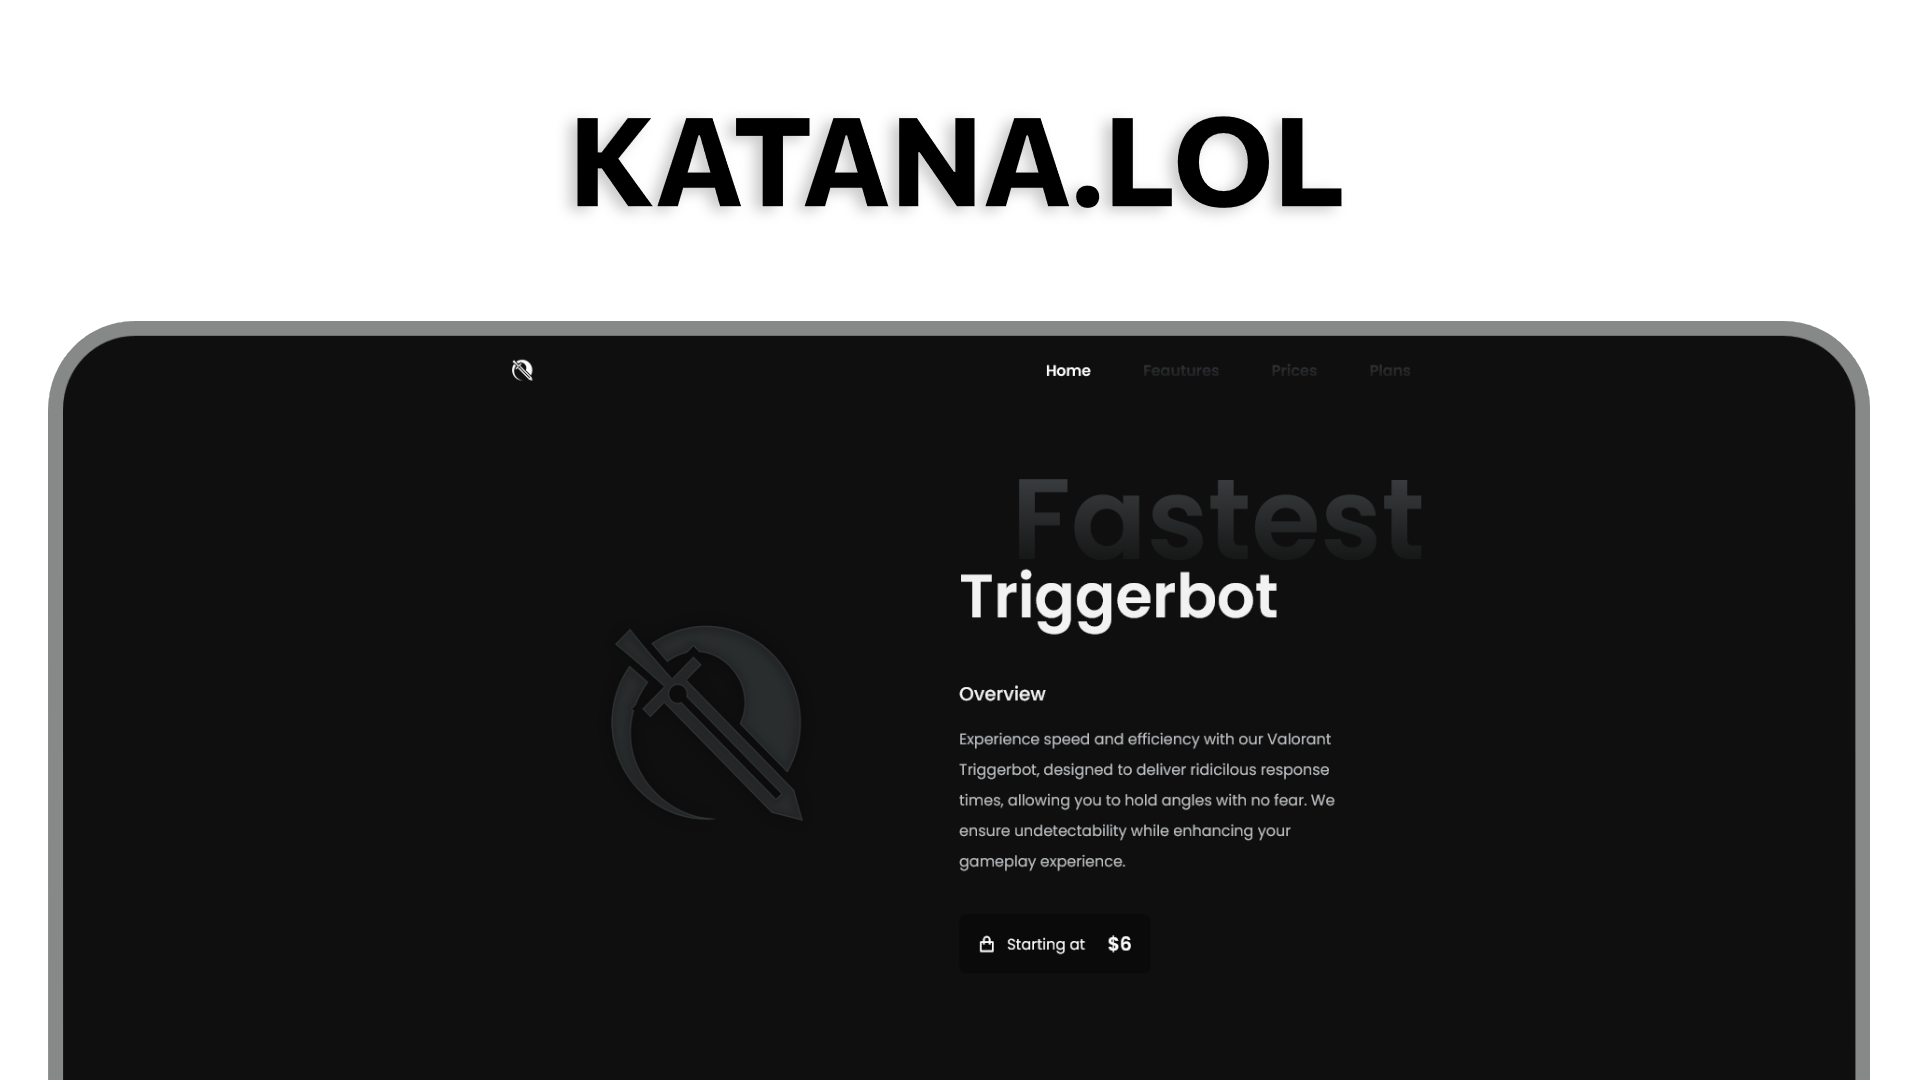 KATANA.LOL
Home Feautures Prices Plans
Fastest
Triggerbot
Overview
Experience speed and efficiency with our Valorant
Triggerbot, designed to deliver ridicilous response
times, allowing you to hold angles with no fear. We
ensure undetectability while enhancing your
gameplay experience.
Starting at $6